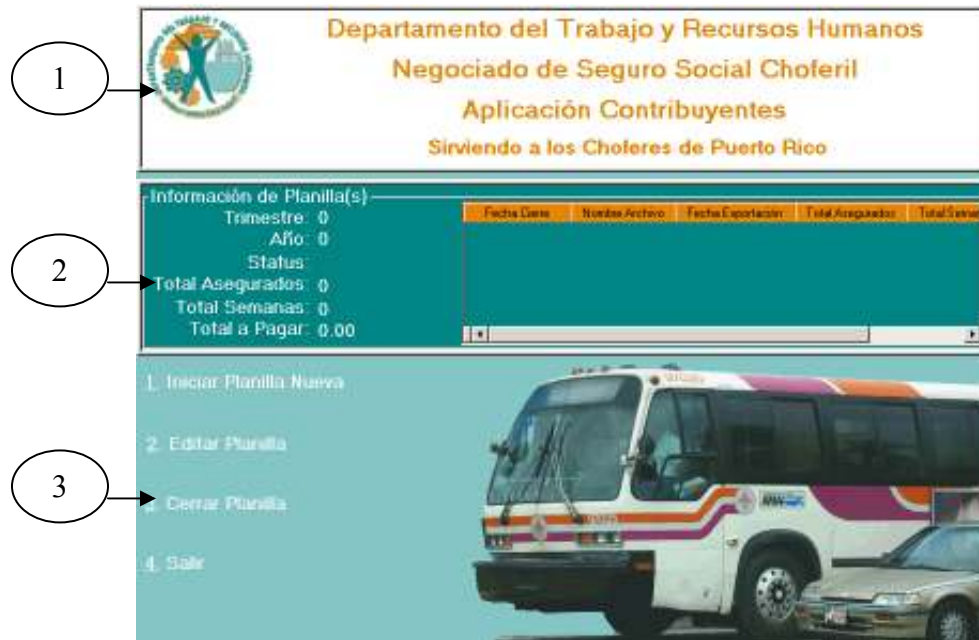 1
Departamento del Trabajo y Recursos Humanos
Negociado de Seguro Social Choferil
Aplicación Contribuyentes
Sirviendo a los Choferes de Puerto Rico
2
Información de Planilla(s)
Trimestre: 0
Año: 0
Status:
Total Asegurados: 0
Total Semanas: 0
Total a Pagar: 0.00
Fecha Cierre Nombre Archivo Fecha Exportación Total Asegurados Total Sema
3
1. Iniciar Planilla Nueva
2. Editar Planilla
Cerrar Planilla
4. Salir